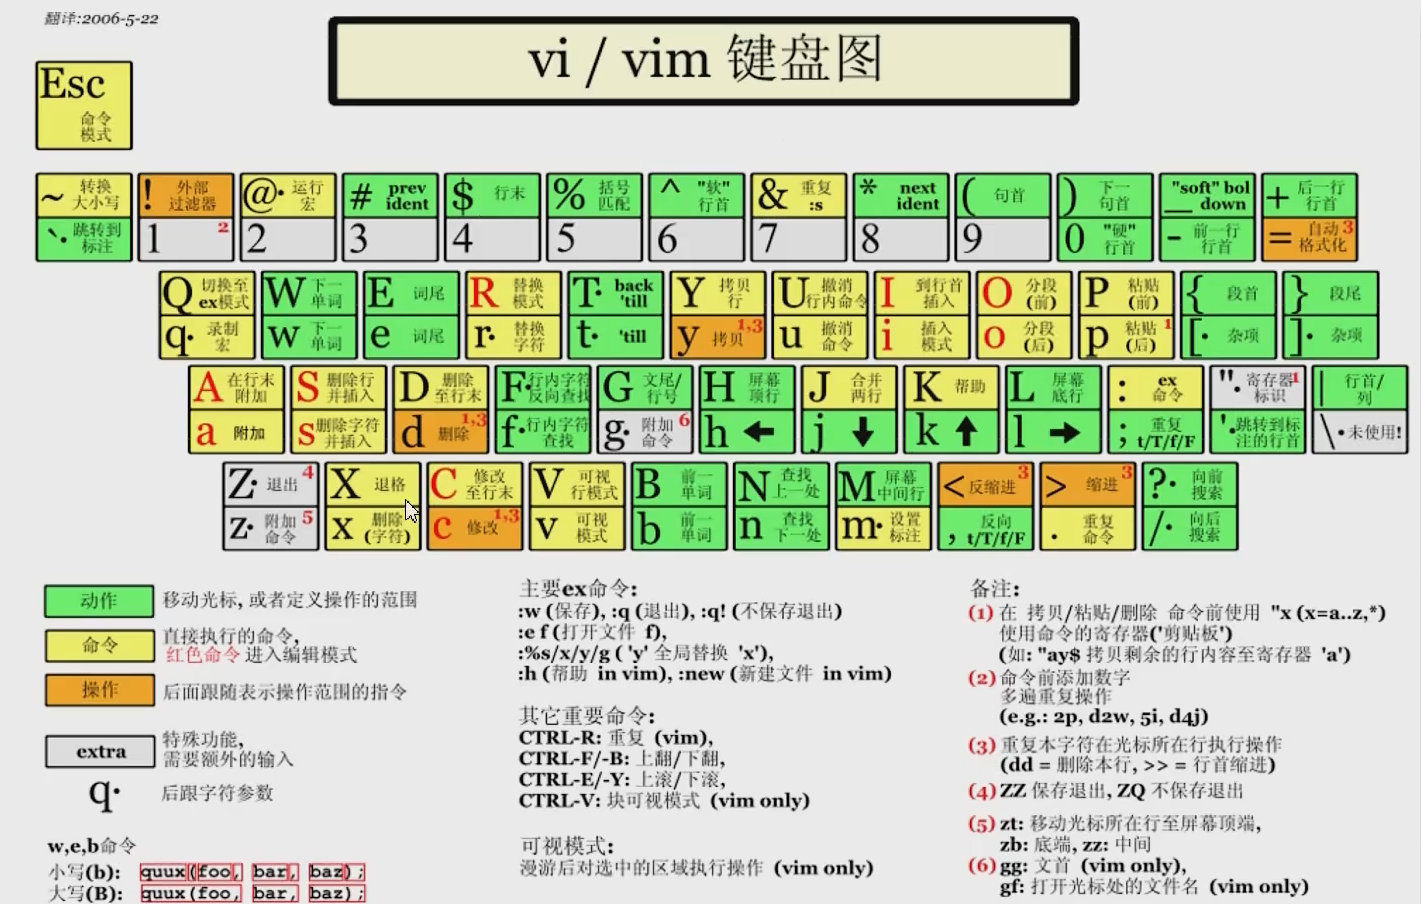 翻译:2006-5-22
vi / vim 键盘图
Esc
命令
模式
~ 转换
大小写
` 跳转到
标注
! 外部
过滤器
1 2
@· 运行
宏
2
# prev
ident
3
$ 行末
4
% 括号
匹配
5
^ "软"
行首
6
& 重复
:s
7
* next
ident
8
( 句首
9
) 下一
句首
0 "硬"
行首
"soft" bol
_ down
- 前一行
行首
+ 后一行
行首
= 自动3
格式化
Q 切换至
ex模式
q· 录制
宏
W 下一
单词
w 下一
单词
E 词尾
e 词尾
R 替换
模式
r· 替换
字符
T· back
'till
t· 'till
Y 拷贝
行
y 拷贝 1,3
U 撤消
行内命令
u 撤消
命令
I 到行首
插入
i 插入
模式
O 分段
(前)
o 分段
(后)
P 粘贴
(前)
p 粘贴 1
(后)
{ 段首
[· 杂项
} 段尾
]· 杂项
A 在行末
附加
a 附加
S 删除行
并插入
s 删除字符
并插入
D 删除
至行末
d 删除 1,3
F· 行内字符
反向查找
f· 行内字符
查找
G 文尾/
行号
g· 附加 6
命令
H 屏幕
顶行
h ←
J 合并
两行
j ↓
K 帮助
k ↑
L 屏幕
底行
l →
: ex
命令
; 重复
t/T/f/F
"· 寄存器1
标识
'· 跳转到标
注的行首
| 行首/
列
\· 未使用!
Z· 退出 4
z· 附加 5
命令
X 退格
x 删除
(字符)
C 修改
至行末
c 修改 1,3
V 可视
行模式
v 可视
模式
B 前一
单词
b 前一
单词
N 查找
上一处
n 查找
下一处
M 屏幕
中间行
m· 设置
标注
< 反缩进 3
, 反向
t/T/f/F
> 缩进 3
. 重复
命令
?· 向前
搜索
/· 向后
搜索
动作 移动光标, 或者定义操作的范围
命令 直接执行的命令,
红色命令 进入编辑模式
操作 后面跟随表示操作范围的指令
extra 特殊功能,
需要额外的输入
q· 后跟字符参数
w,e,b命令
小写(b): quux(foo, bar, baz);
大写(B): quux(foo, bar, baz);
主要ex命令:
:w (保存), :q (退出), :q! (不保存退出)
:e f (打开文件 f),
:%s/x/y/g ( 'y' 全局替换 'x'),
:h (帮助 in vim), :new (新建文件 in vim)
其它重要命令:
CTRL-R: 重复 (vim),
CTRL-F/-B: 上翻/下翻,
CTRL-E/-Y: 上滚/下滚,
CTRL-V: 块可视模式 (vim only)
可视模式:
漫游后对选中的区域执行操作 (vim only)
备注:
(1) 在 拷贝/粘贴/删除 命令前使用 "x (x=a..z,*)
使用命令的寄存器('剪贴板')
(如: "ay$ 拷贝剩余的行内容至寄存器 'a')
(2) 命令前添加数字
多遍重复操作
(e.g.: 2p, d2w, 5i, d4j)
(3) 重复本字符在光标所在行执行操作
(dd = 删除本行, >> = 行首缩进)
(4) ZZ 保存退出, ZQ 不保存退出
(5) zt: 移动光标所在行至屏幕顶端,
zb: 底端, zz: 中间
(6) gg: 文首 (vim only),
gf: 打开光标处的文件名 (vim only)